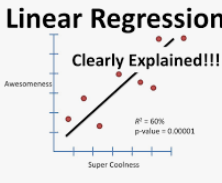 Linear Regression
Clearly Explained!!!
Awesomeness
R² = 60%
p-value = 0.00001
Super Coolness